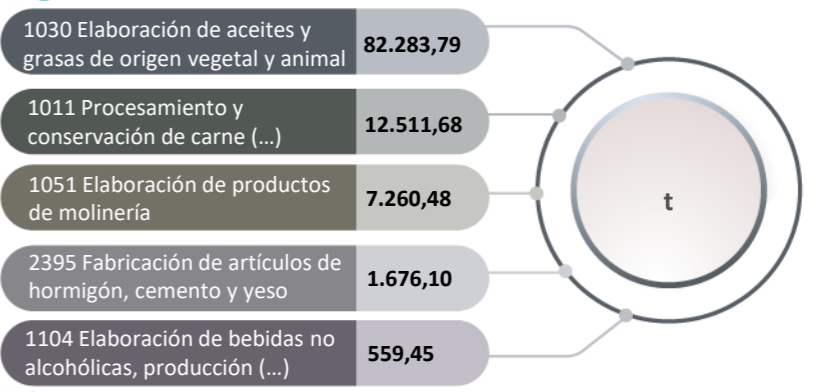 1030 Elaboración de aceites y
grasas de origen vegetal y animal
82.283,79
1011 Procesamiento y
conservación de carne (...)
12.511,68
1051 Elaboración de productos
de molinería
7.260,48
2395 Fabricación de artículos de
hormigón, cemento y yeso
1.676,10
1104 Elaboración de bebidas no
alcohólicas, producción (...)
559,45
t